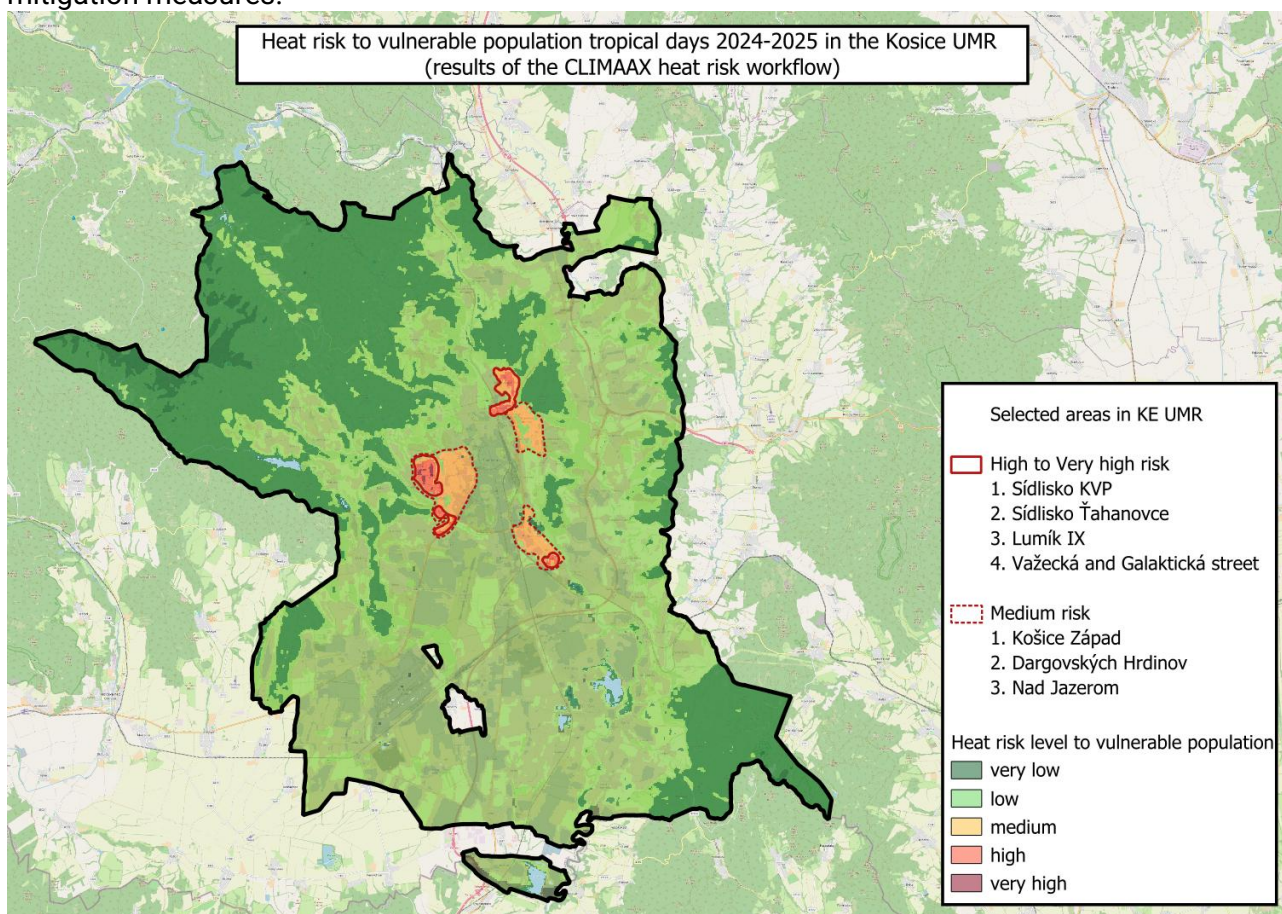 mitigation measures.
Heat risk to vulnerable population tropical days 2024-2025 in the Kosice UMR
(results of the CLIMAAX heat risk workflow)
Selected areas in KE UMR
High to Very high risk
1. Sídlisko KVP
2. Sídlisko Ťahanovce
3. Lumík IX
4. Važecká and Galaktická street
Medium risk
1. Košice Západ
2. Dargovských Hrdinov
3. Nad Jazerom
Heat risk level to vulnerable population
very low
low
medium
high
very high